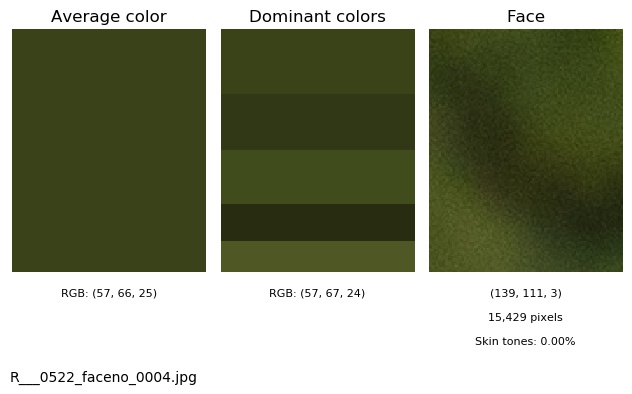 Average color
Dominant colors
Face
RGB: (57, 66, 25)
RGB: (57, 67, 24)
(139, 111, 3)
15,429 pixels
Skin tones: 0.00%
R___0522_faceno_0004.jpg